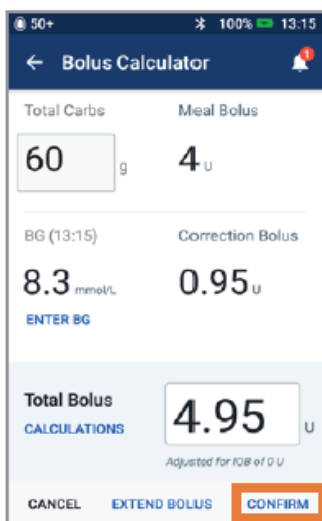 50+ 100% 13:15
← Bolus Calculator 1
Total Carbs Meal Bolus
60 g 4 U
BG (13:15) Correction Bolus
8.3 mmol/L 0.95 U
ENTER BG
Total Bolus 4.95 U
CALCULATIONS
Adjusted for IOB of 0 U
CANCEL EXTEND BOLUS CONFIRM